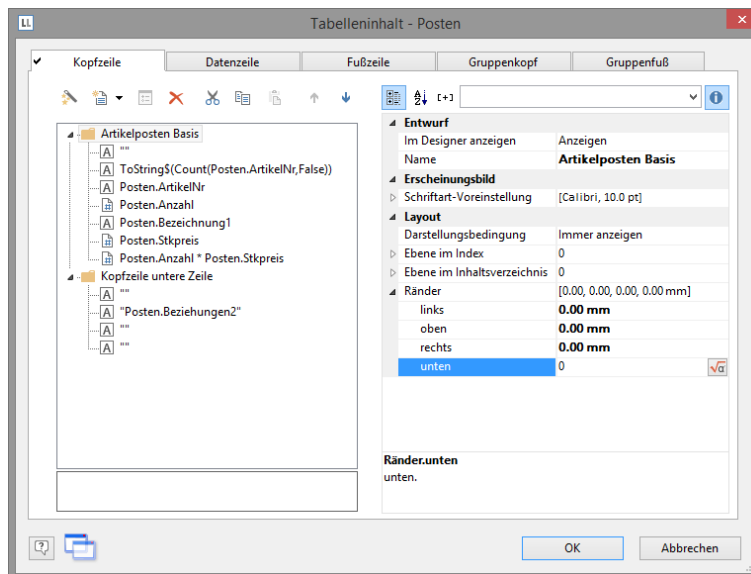 LL Tabelleninhalt - Posten
Kopfzeile Datenzeile Fußzeile Gruppenkopf Gruppenfuß
Artikelposten Basis
A ""
A ToString$(Count(Posten.ArtikelNr,False))
A Posten.ArtikelNr
# Posten.Anzahl
A Posten.Bezeichnung1
# Posten.Stkpreis
# Posten.Anzahl * Posten.Stkpreis
Kopfzeile untere Zeile
A ""
A "Posten.Beziehungen2"
A ""
A ""
A Z [+]
Entwurf
Im Designer anzeigen Anzeigen
Name Artikelposten Basis
Erscheinungsbild
Schriftart-Voreinstellung [Calibri, 10.0 pt]
Layout
Darstellungsbedingung Immer anzeigen
Ebene im Index 0
Ebene im Inhaltsverzeichnis 0
Ränder [0.00, 0.00, 0.00, 0.00 mm]
links 0.00 mm
oben 0.00 mm
rechts 0.00 mm
unten 0 √α
Ränder.unten
unten.
? OK Abbrechen